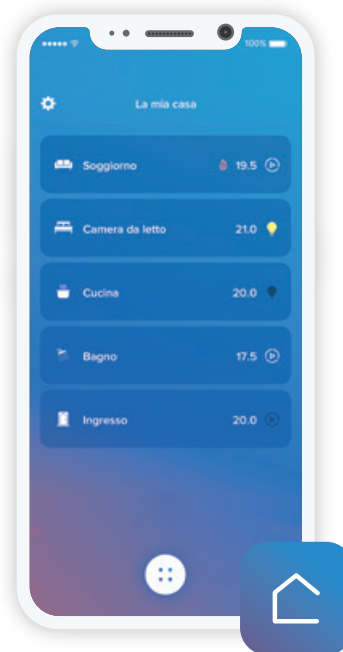 100%
La mia casa
Soggiorno 19.5
Camera da letto 21.0
Cucina 20.0
Bagno 17.5
Ingresso 20.0